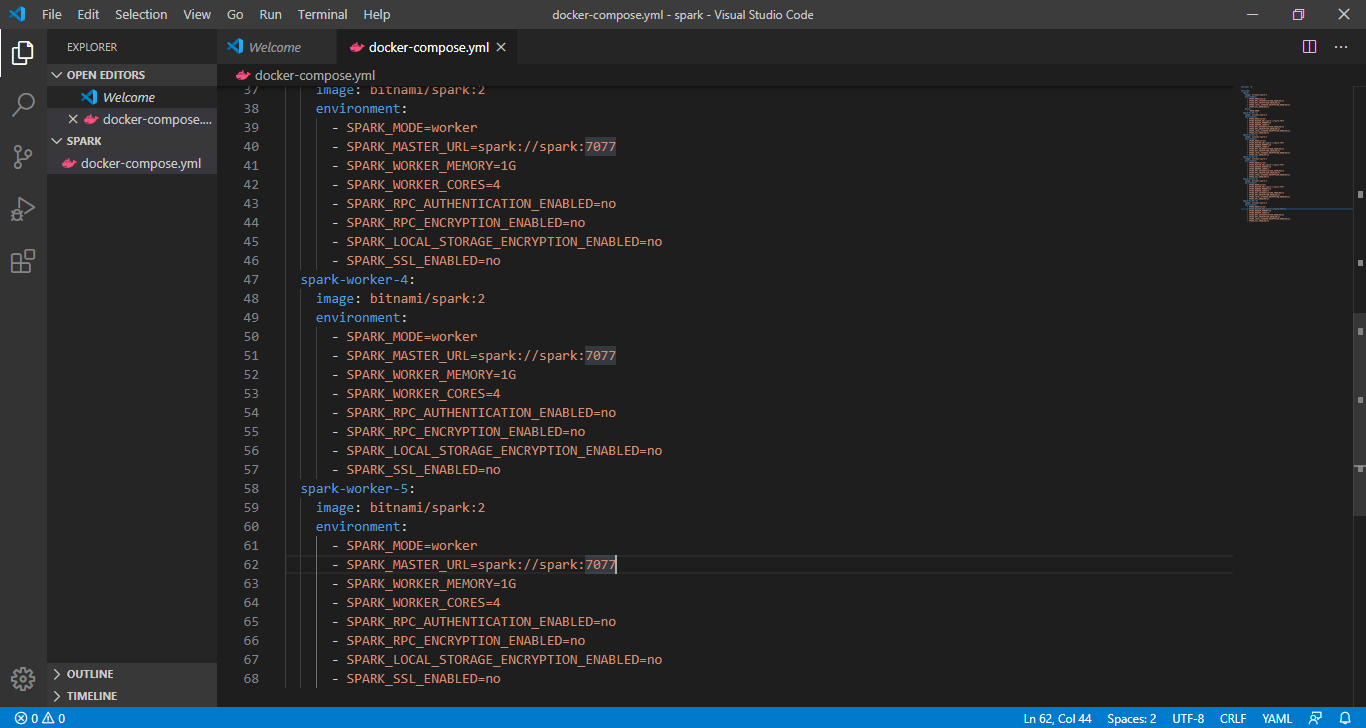 File Edit Selection View Go Run Terminal Help docker-compose.yml - spark - Visual Studio Code
EXPLORER
OPEN EDITORS
Welcome
docker-compose....
SPARK
docker-compose.yml
OUTLINE
TIMELINE
Welcome docker-compose.yml
docker-compose.yml
37 image: bitnami/spark:2
38 environment:
39 - SPARK_MODE=worker
40 - SPARK_MASTER_URL=spark://spark:7077
41 - SPARK_WORKER_MEMORY=1G
42 - SPARK_WORKER_CORES=4
43 - SPARK_RPC_AUTHENTICATION_ENABLED=no
44 - SPARK_RPC_ENCRYPTION_ENABLED=no
45 - SPARK_LOCAL_STORAGE_ENCRYPTION_ENABLED=no
46 - SPARK_SSL_ENABLED=no
47 spark-worker-4:
48 image: bitnami/spark:2
49 environment:
50 - SPARK_MODE=worker
51 - SPARK_MASTER_URL=spark://spark:7077
52 - SPARK_WORKER_MEMORY=1G
53 - SPARK_WORKER_CORES=4
54 - SPARK_RPC_AUTHENTICATION_ENABLED=no
55 - SPARK_RPC_ENCRYPTION_ENABLED=no
56 - SPARK_LOCAL_STORAGE_ENCRYPTION_ENABLED=no
57 - SPARK_SSL_ENABLED=no
58 spark-worker-5:
59 image: bitnami/spark:2
60 environment:
61 - SPARK_MODE=worker
62 - SPARK_MASTER_URL=spark://spark:7077
63 - SPARK_WORKER_MEMORY=1G
64 - SPARK_WORKER_CORES=4
65 - SPARK_RPC_AUTHENTICATION_ENABLED=no
66 - SPARK_RPC_ENCRYPTION_ENABLED=no
67 - SPARK_LOCAL_STORAGE_ENCRYPTION_ENABLED=no
68 - SPARK_SSL_ENABLED=no
0 0 Ln 62, Col 44 Spaces: 2 UTF-8 CRLF YAML